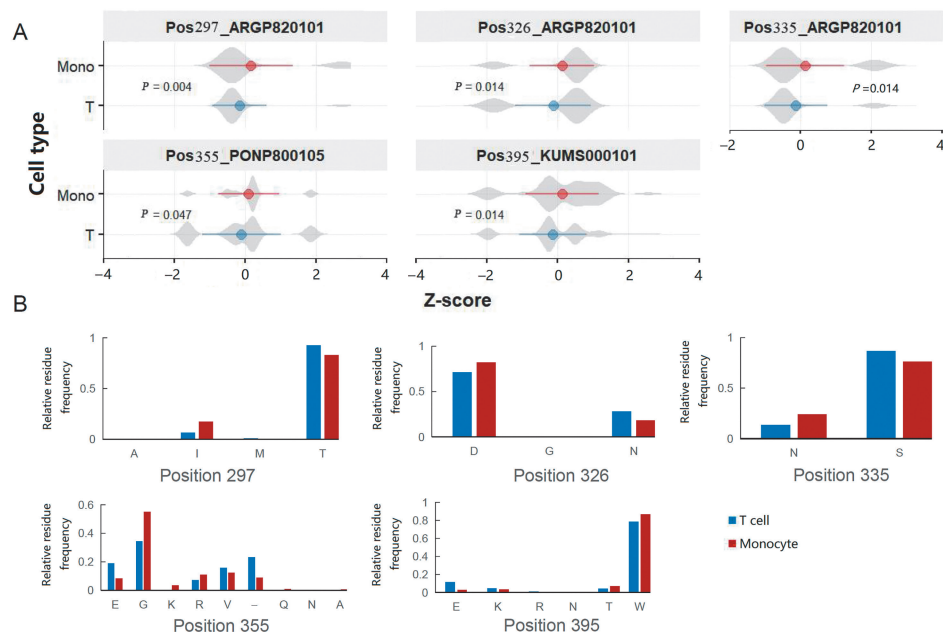 A
Pos297_ARGP820101
Pos326_ARGP820101
Pos335_ARGP820101
Cell type
Mono
T
P = 0.004
P = 0.014
P =0.014
−2 0 2 4
Pos355_PONP800105
Pos395_KUMS000101
Mono
T
P = 0.047
P = 0.014
−4 −2 0 2 4
−4 −2 0 2 4
Z-score
B
Relative residue frequency
1
0.5
0
A I M T
Position 297
Relative residue frequency
1
0.5
0
D G N
Position 326
Relative residue frequency
1
0.5
0
N S
Position 335
Relative residue frequency
0.6
0.4
0.2
0
E G K R V – Q N A
Position 355
Relative residue frequency
1
0.8
0.6
0.4
0.2
0
E K R N T W
Position 395
T cell
Monocyte